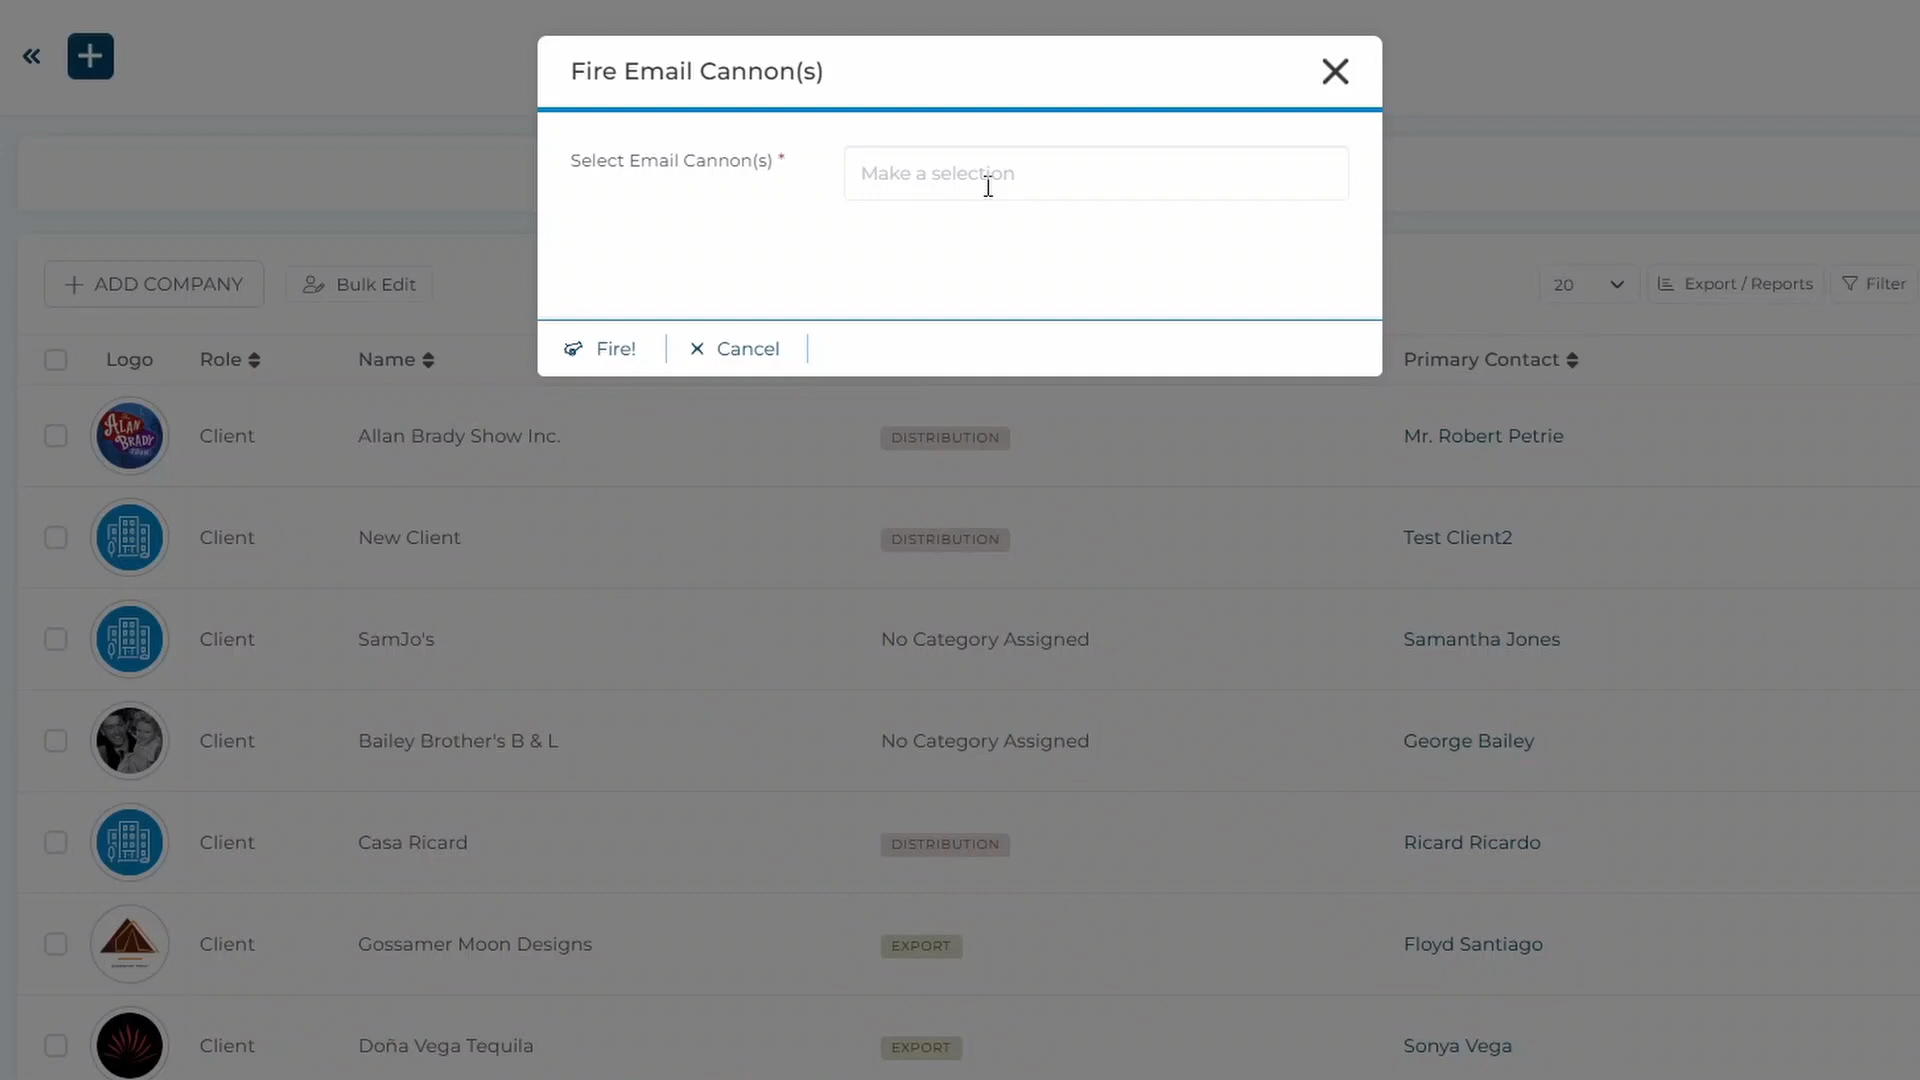 Fire Email Cannon(s)
Select Email Cannon(s) *
Make a selection
Fire!
Cancel
ADD COMPANY
Bulk Edit
20
Export / Reports
Filter
Logo
Role
Name
Primary Contact
ALAN BRADY
Client
Allan Brady Show Inc.
DISTRIBUTION
Mr. Robert Petrie
Client
New Client
DISTRIBUTION
Test Client2
Client
SamJo's
No Category Assigned
Samantha Jones
Client
Bailey Brother's B & L
No Category Assigned
George Bailey
Client
Casa Ricard
DISTRIBUTION
Ricard Ricardo
Client
Gossamer Moon Designs
EXPORT
Floyd Santiago
Client
Doña Vega Tequila
EXPORT
Sonya Vega